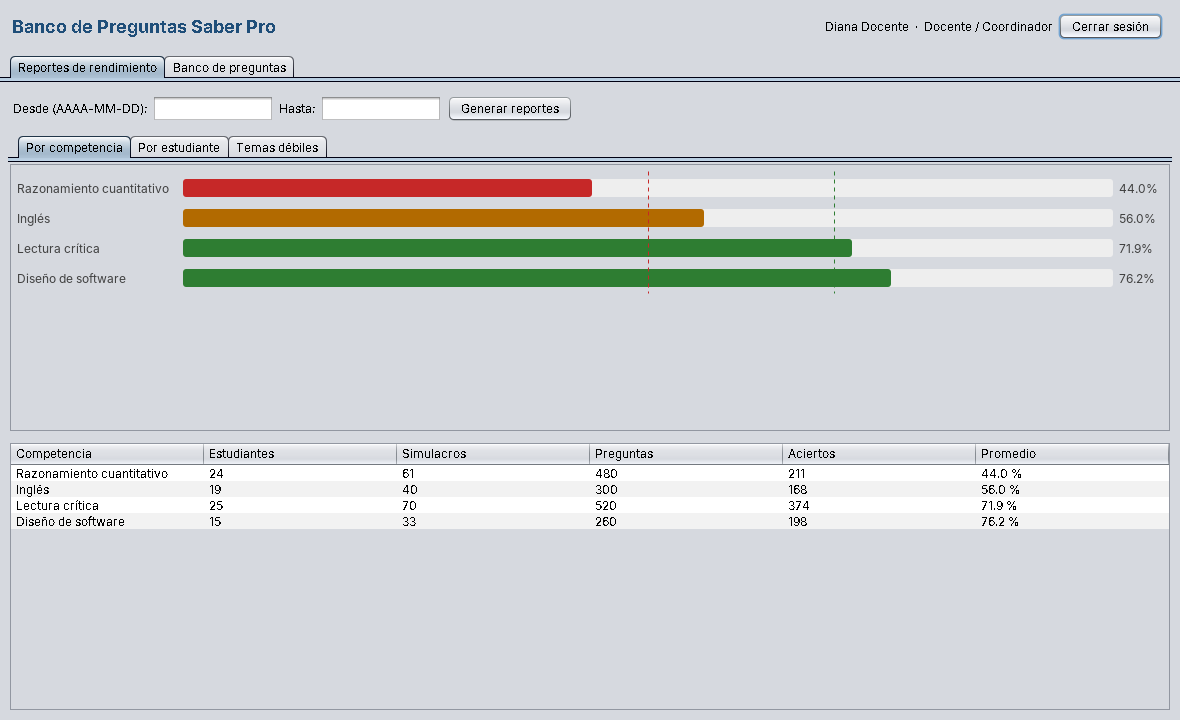 Banco de Preguntas Saber Pro
Diana Docente · Docente / Coordinador
Cerrar sesión
Reportes de rendimiento
Banco de preguntas
Desde (AAAA-MM-DD):
Hasta:
Generar reportes
Por competencia
Por estudiante
Temas débiles
Razonamiento cuantitativo 44.0%
Inglés 56.0%
Lectura crítica 71.9%
Diseño de software 76.2%
Competencia Estudiantes Simulacros Preguntas Aciertos Promedio
Razonamiento cuantitativo 24 61 480 211 44.0 %
Inglés 19 40 300 168 56.0 %
Lectura crítica 25 70 520 374 71.9 %
Diseño de software 15 33 260 198 76.2 %